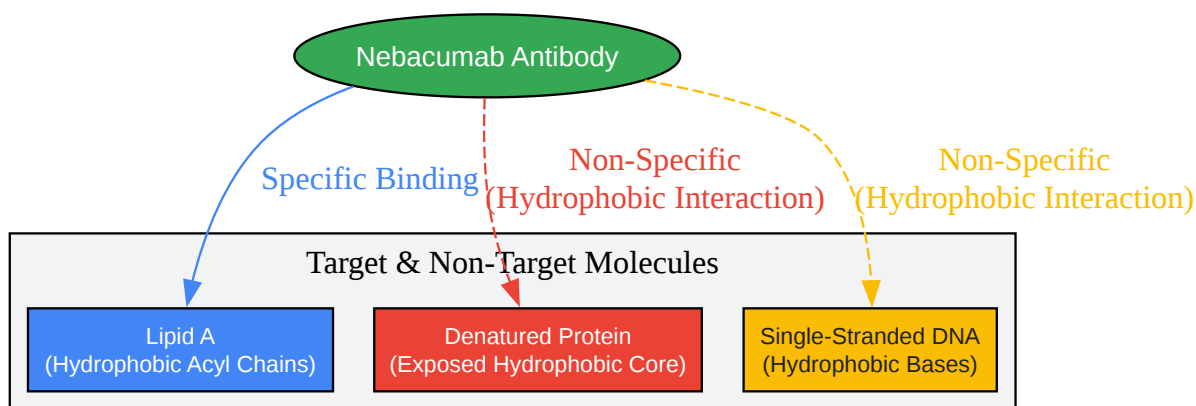 Nebacumab Antibody
Specific Binding
Non-Specific
(Hydrophobic Interaction)
Non-Specific
(Hydrophobic Interaction)
Target & Non-Target Molecules
Lipid A
(Hydrophobic Acyl Chains)
Denatured Protein
(Exposed Hydrophobic Core)
Single-Stranded DNA
(Hydrophobic Bases)